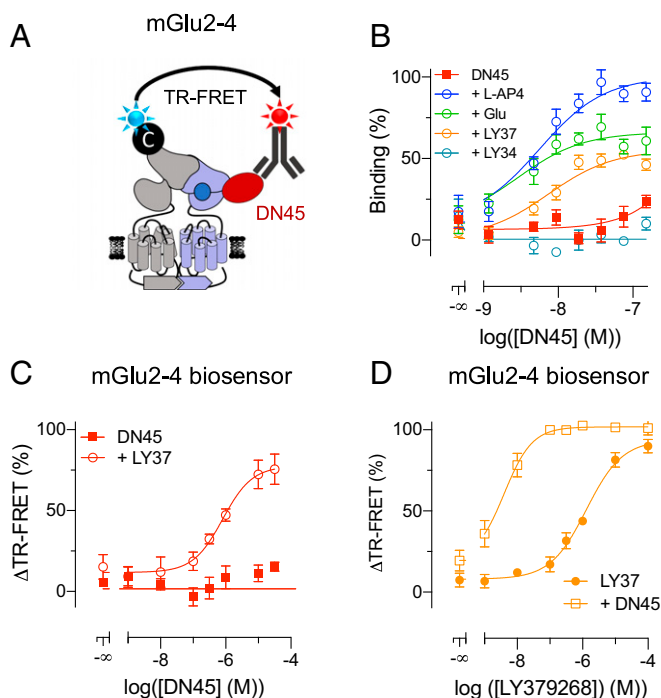 A
mGlu2-4
TR-FRET
C
DN45
B
DN45
+ L-AP4
+ Glu
+ LY37
+ LY34
Binding (%)
100
50
0
-∞
-9
-8
-7
log([DN45] (M))
C
mGlu2-4 biosensor
DN45
+ LY37
ΔTR-FRET (%)
100
50
0
-∞
-8
-6
-4
log([DN45] (M))
D
mGlu2-4 biosensor
LY37
+ DN45
ΔTR-FRET (%)
100
50
0
-∞
-8
-6
-4
log ([LY379268]) (M))